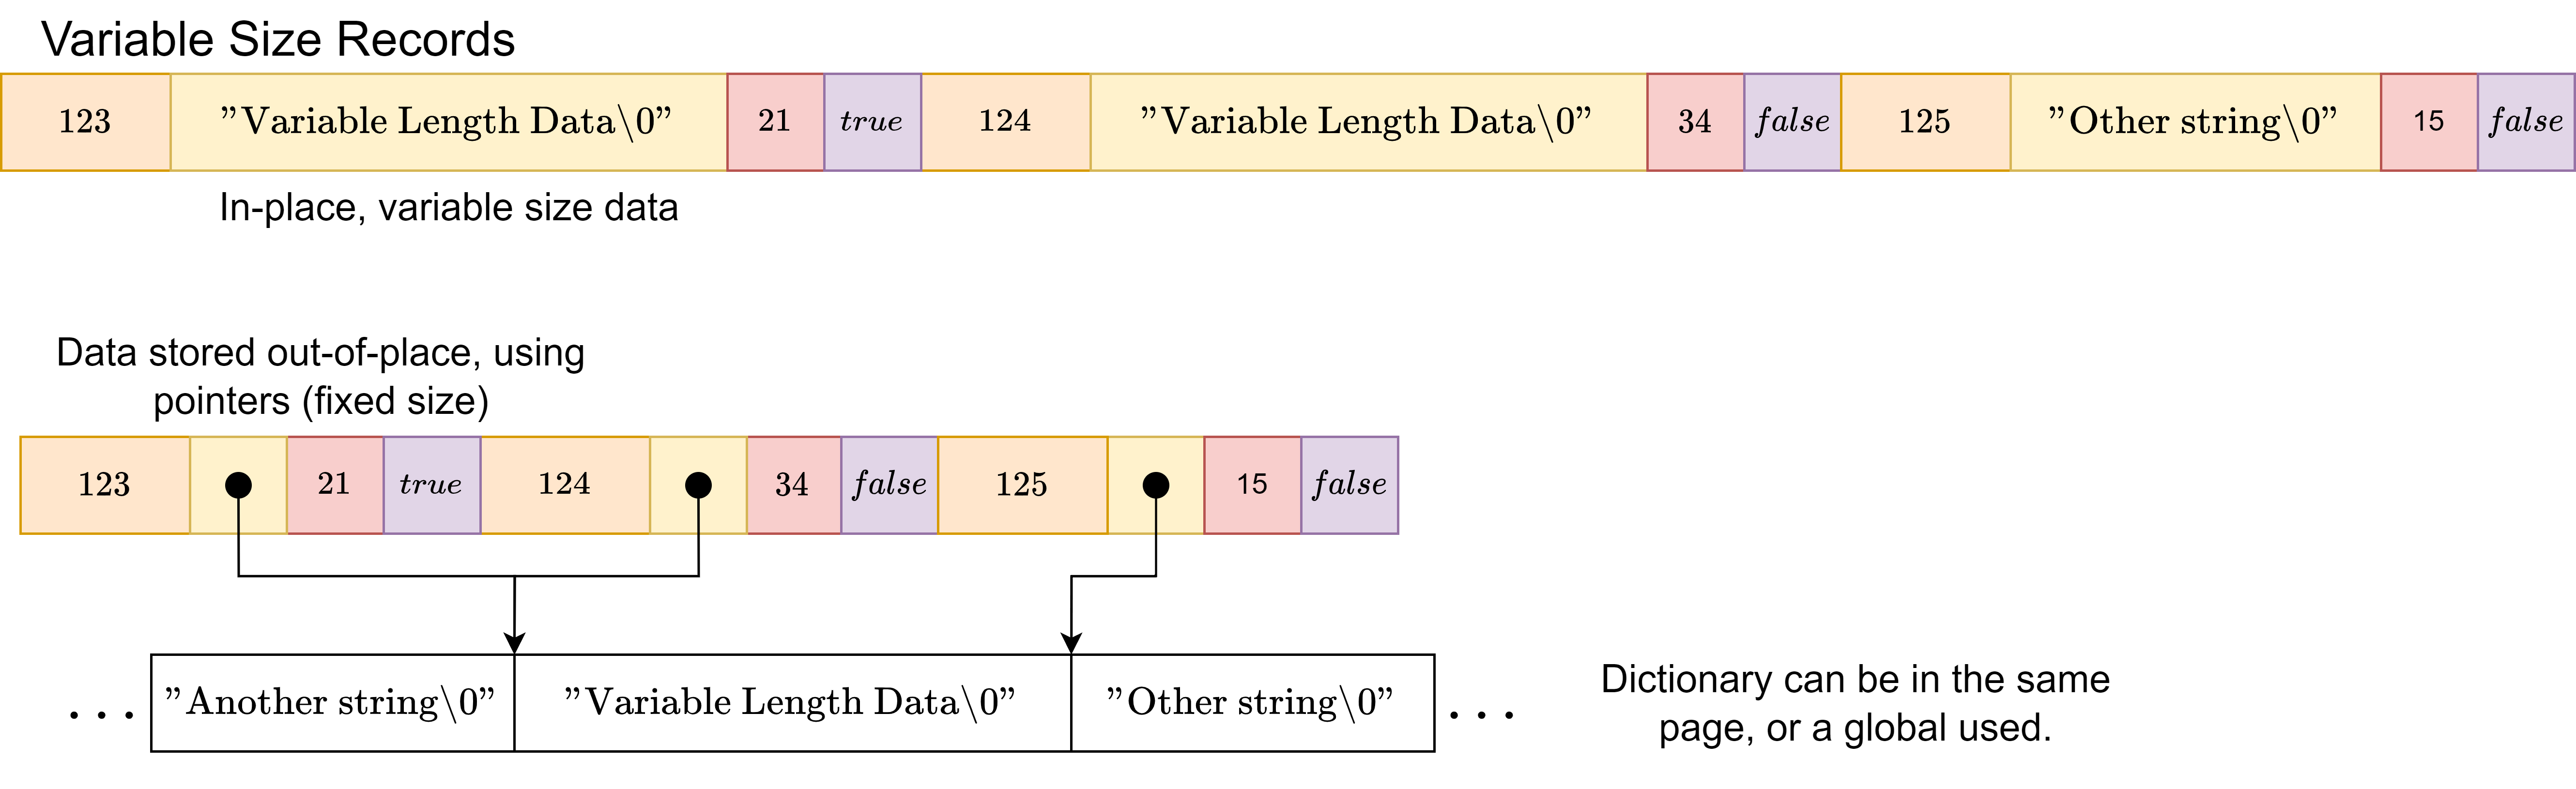 Variable Size Records
123 "Variable Length Data\0" 21 true 124 "Variable Length Data\0" 34 false 125 "Other string\0" 15 false
In-place, variable size data
Data stored out-of-place, using
pointers (fixed size)
123 21 true 124 34 false 125 15 false
... "Another string\0" "Variable Length Data\0" "Other string\0" ...
Dictionary can be in the same
page, or a global used.